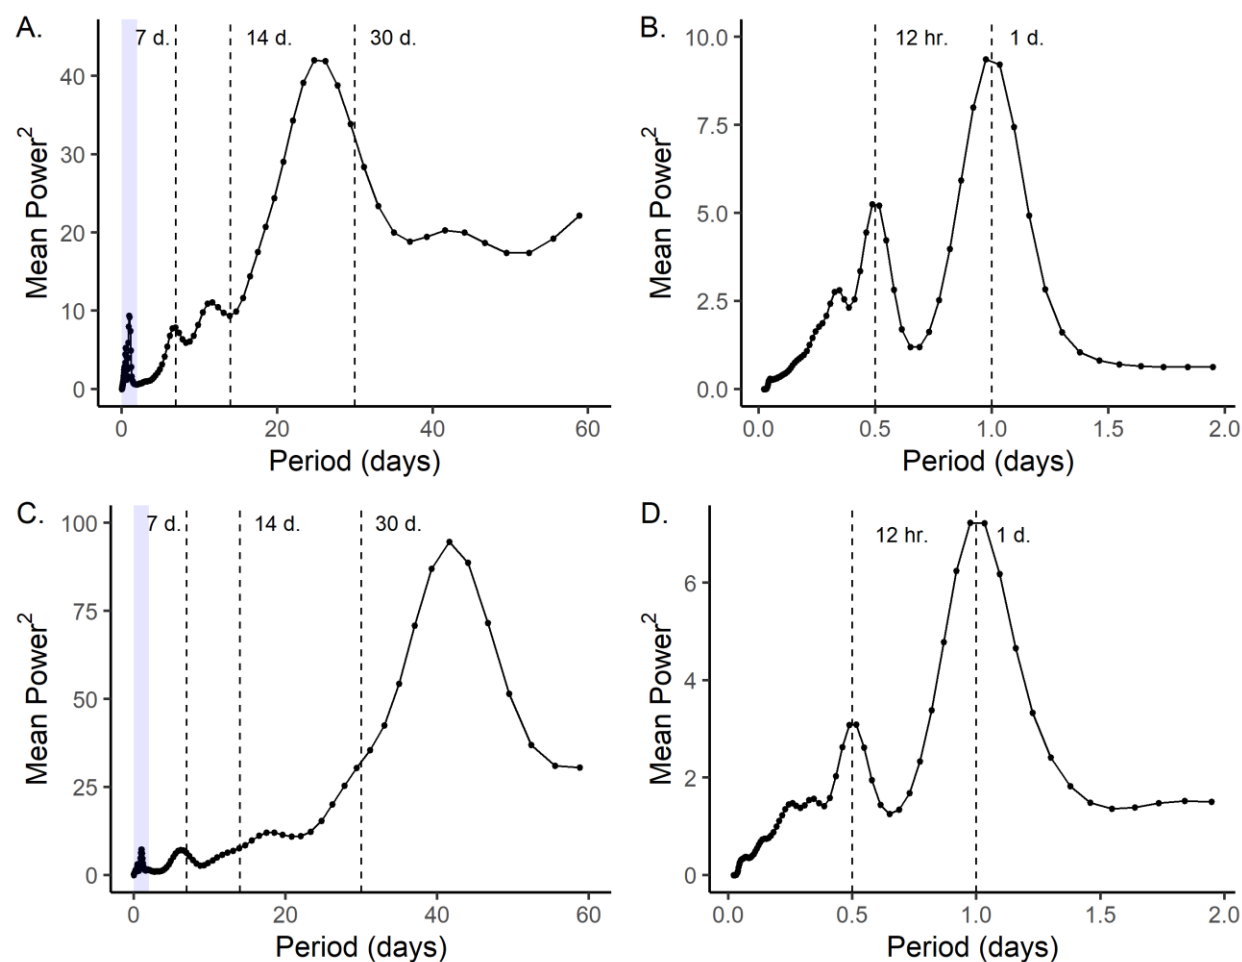 A.
7 d.
14 d.
30 d.
Mean Power²
40
30
20
10
0
0
20
40
60
Period (days)
B.
12 hr.
1 d.
Mean Power²
10.0
7.5
5.0
2.5
0.0
0.0
0.5
1.0
1.5
2.0
Period (days)
C.
7 d.
14 d.
30 d.
Mean Power²
100
75
50
25
0
0
20
40
60
Period (days)
D.
12 hr.
1 d.
Mean Power²
6
4
2
0
0.0
0.5
1.0
1.5
2.0
Period (days)